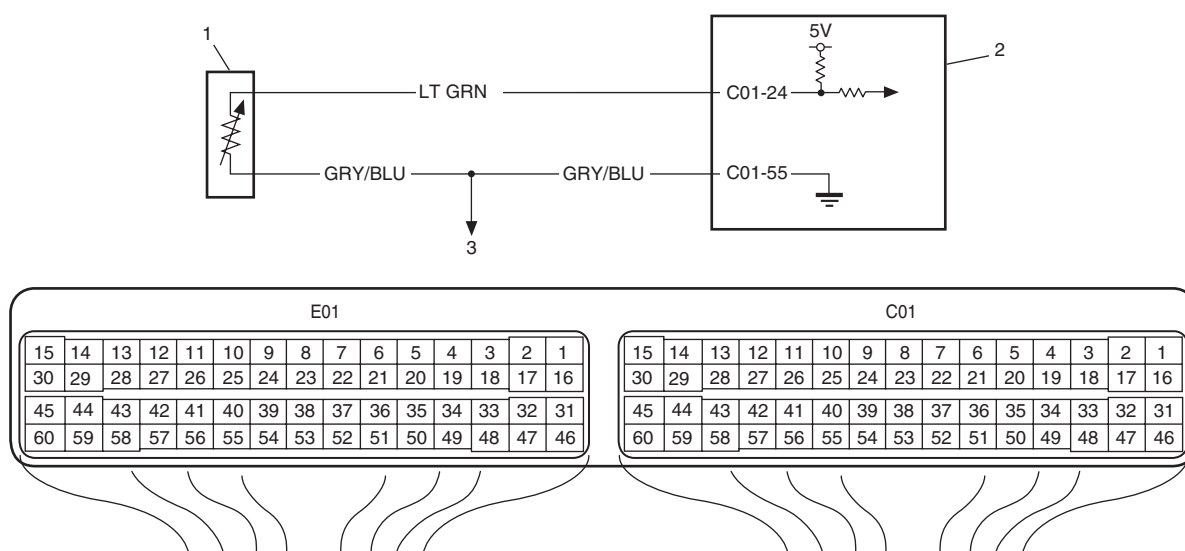 1
5V
2
LT GRN
C01-24
GRY/BLU
GRY/BLU
C01-55
3
E01
15 14 13 12 11 10 9 8 7 6 5 4 3 2 1
30 29 28 27 26 25 24 23 22 21 20 19 18 17 16
45 44 43 42 41 40 39 38 37 36 35 34 33 32 31
60 59 58 57 56 55 54 53 52 51 50 49 48 47 46
C01
15 14 13 12 11 10 9 8 7 6 5 4 3 2 1
30 29 28 27 26 25 24 23 22 21 20 19 18 17 16
45 44 43 42 41 40 39 38 37 36 35 34 33 32 31
60 59 58 57 56 55 54 53 52 51 50 49 48 47 46